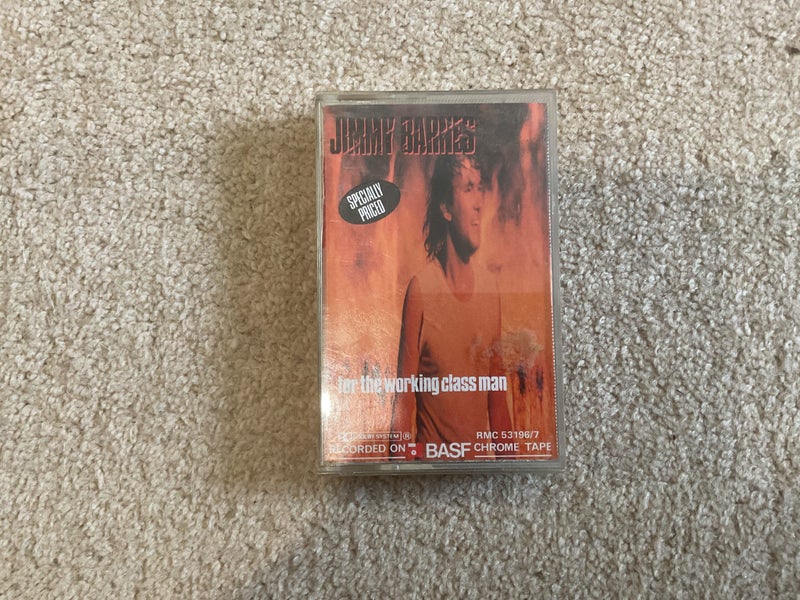 JIMMY BARNES
SPECIALLY
PRICED
for the working class man
DOLBY SYSTEM ®
RMC 53196/7
RECORDED ON BASF CHROME TAPE